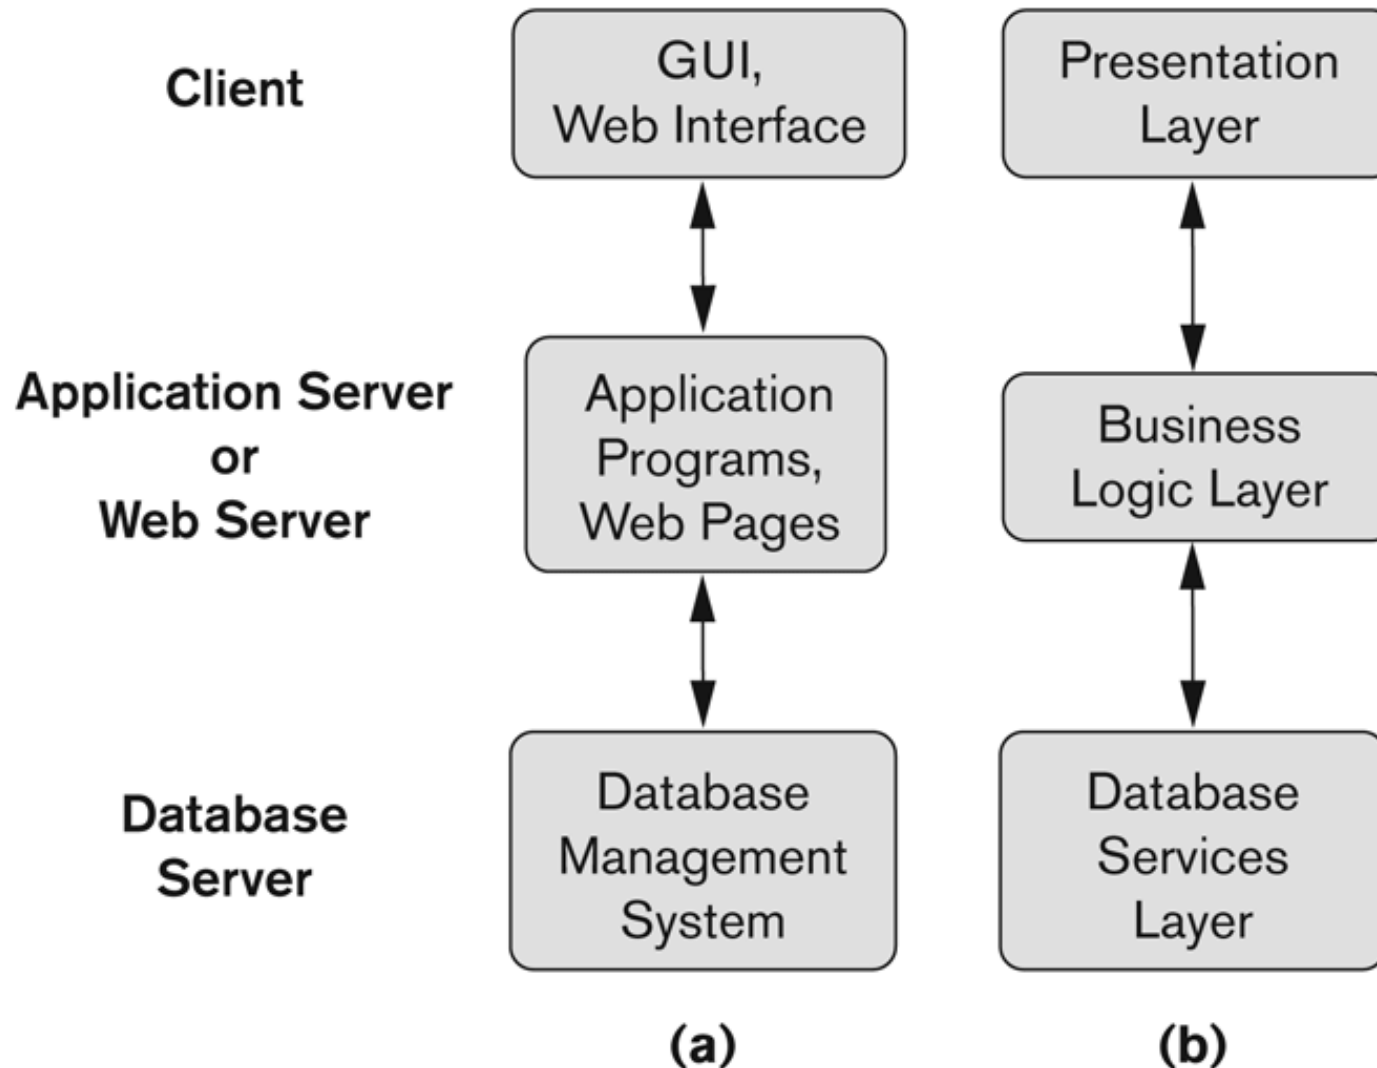 Client
GUI,
Web Interface
Presentation
Layer
Application Server
or
Web Server
Application
Programs,
Web Pages
Business
Logic Layer
Database
Server
Database
Management
System
Database
Services
Layer
(a)
(b)